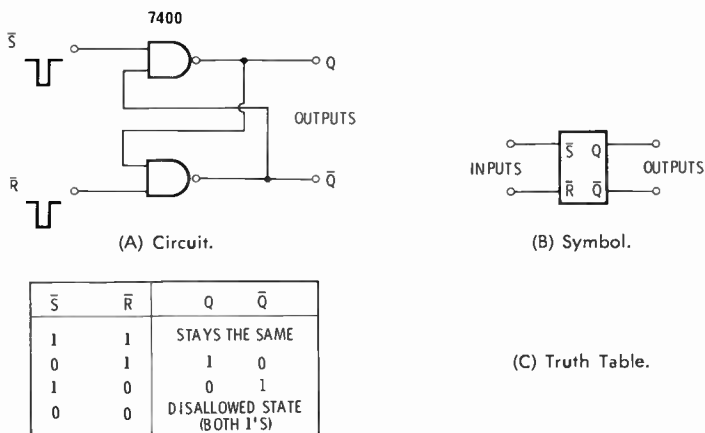 7400
S̄
Q
OUTPUTS
R̄
Q̄
(A) Circuit.
INPUTS
S̄ Q
R̄ Q̄
OUTPUTS
(B) Symbol.
S̄ R̄ Q Q̄
1 1 STAYS THE SAME
0 1 1 0
1 0 0 1
0 0 DISALLOWED STATE
(BOTH 1'S)
(C) Truth Table.